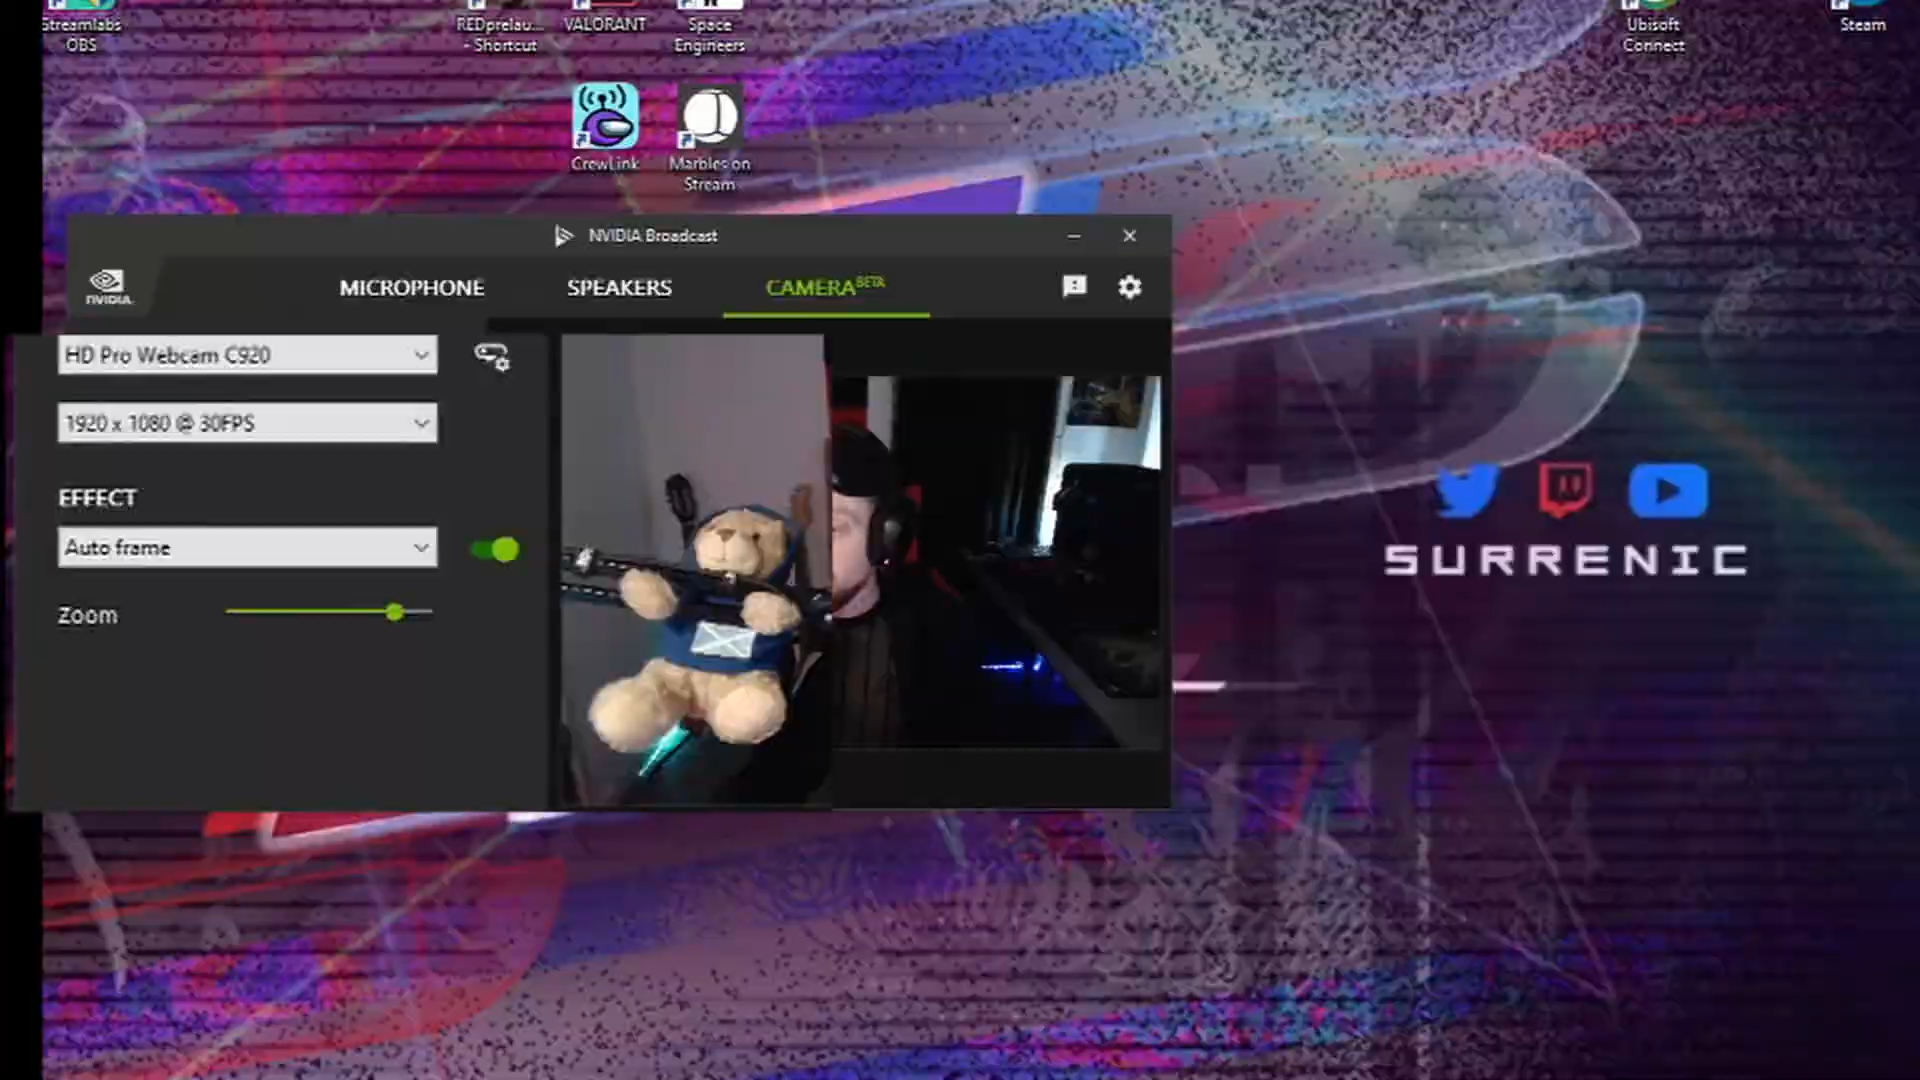 Streamlabs
OBS
REDprelau...
- Shortcut
VALORANT
Space
Engineers
Ubisoft
Connect
Steam
CrewLink
Marbles on
Stream
NVIDIA Broadcast
NVIDIA.
MICROPHONE
SPEAKERS
CAMERA BETA
HD Pro Webcam C920
1920 x 1080 @ 30FPS
EFFECT
Auto frame
Zoom
SURRENIC